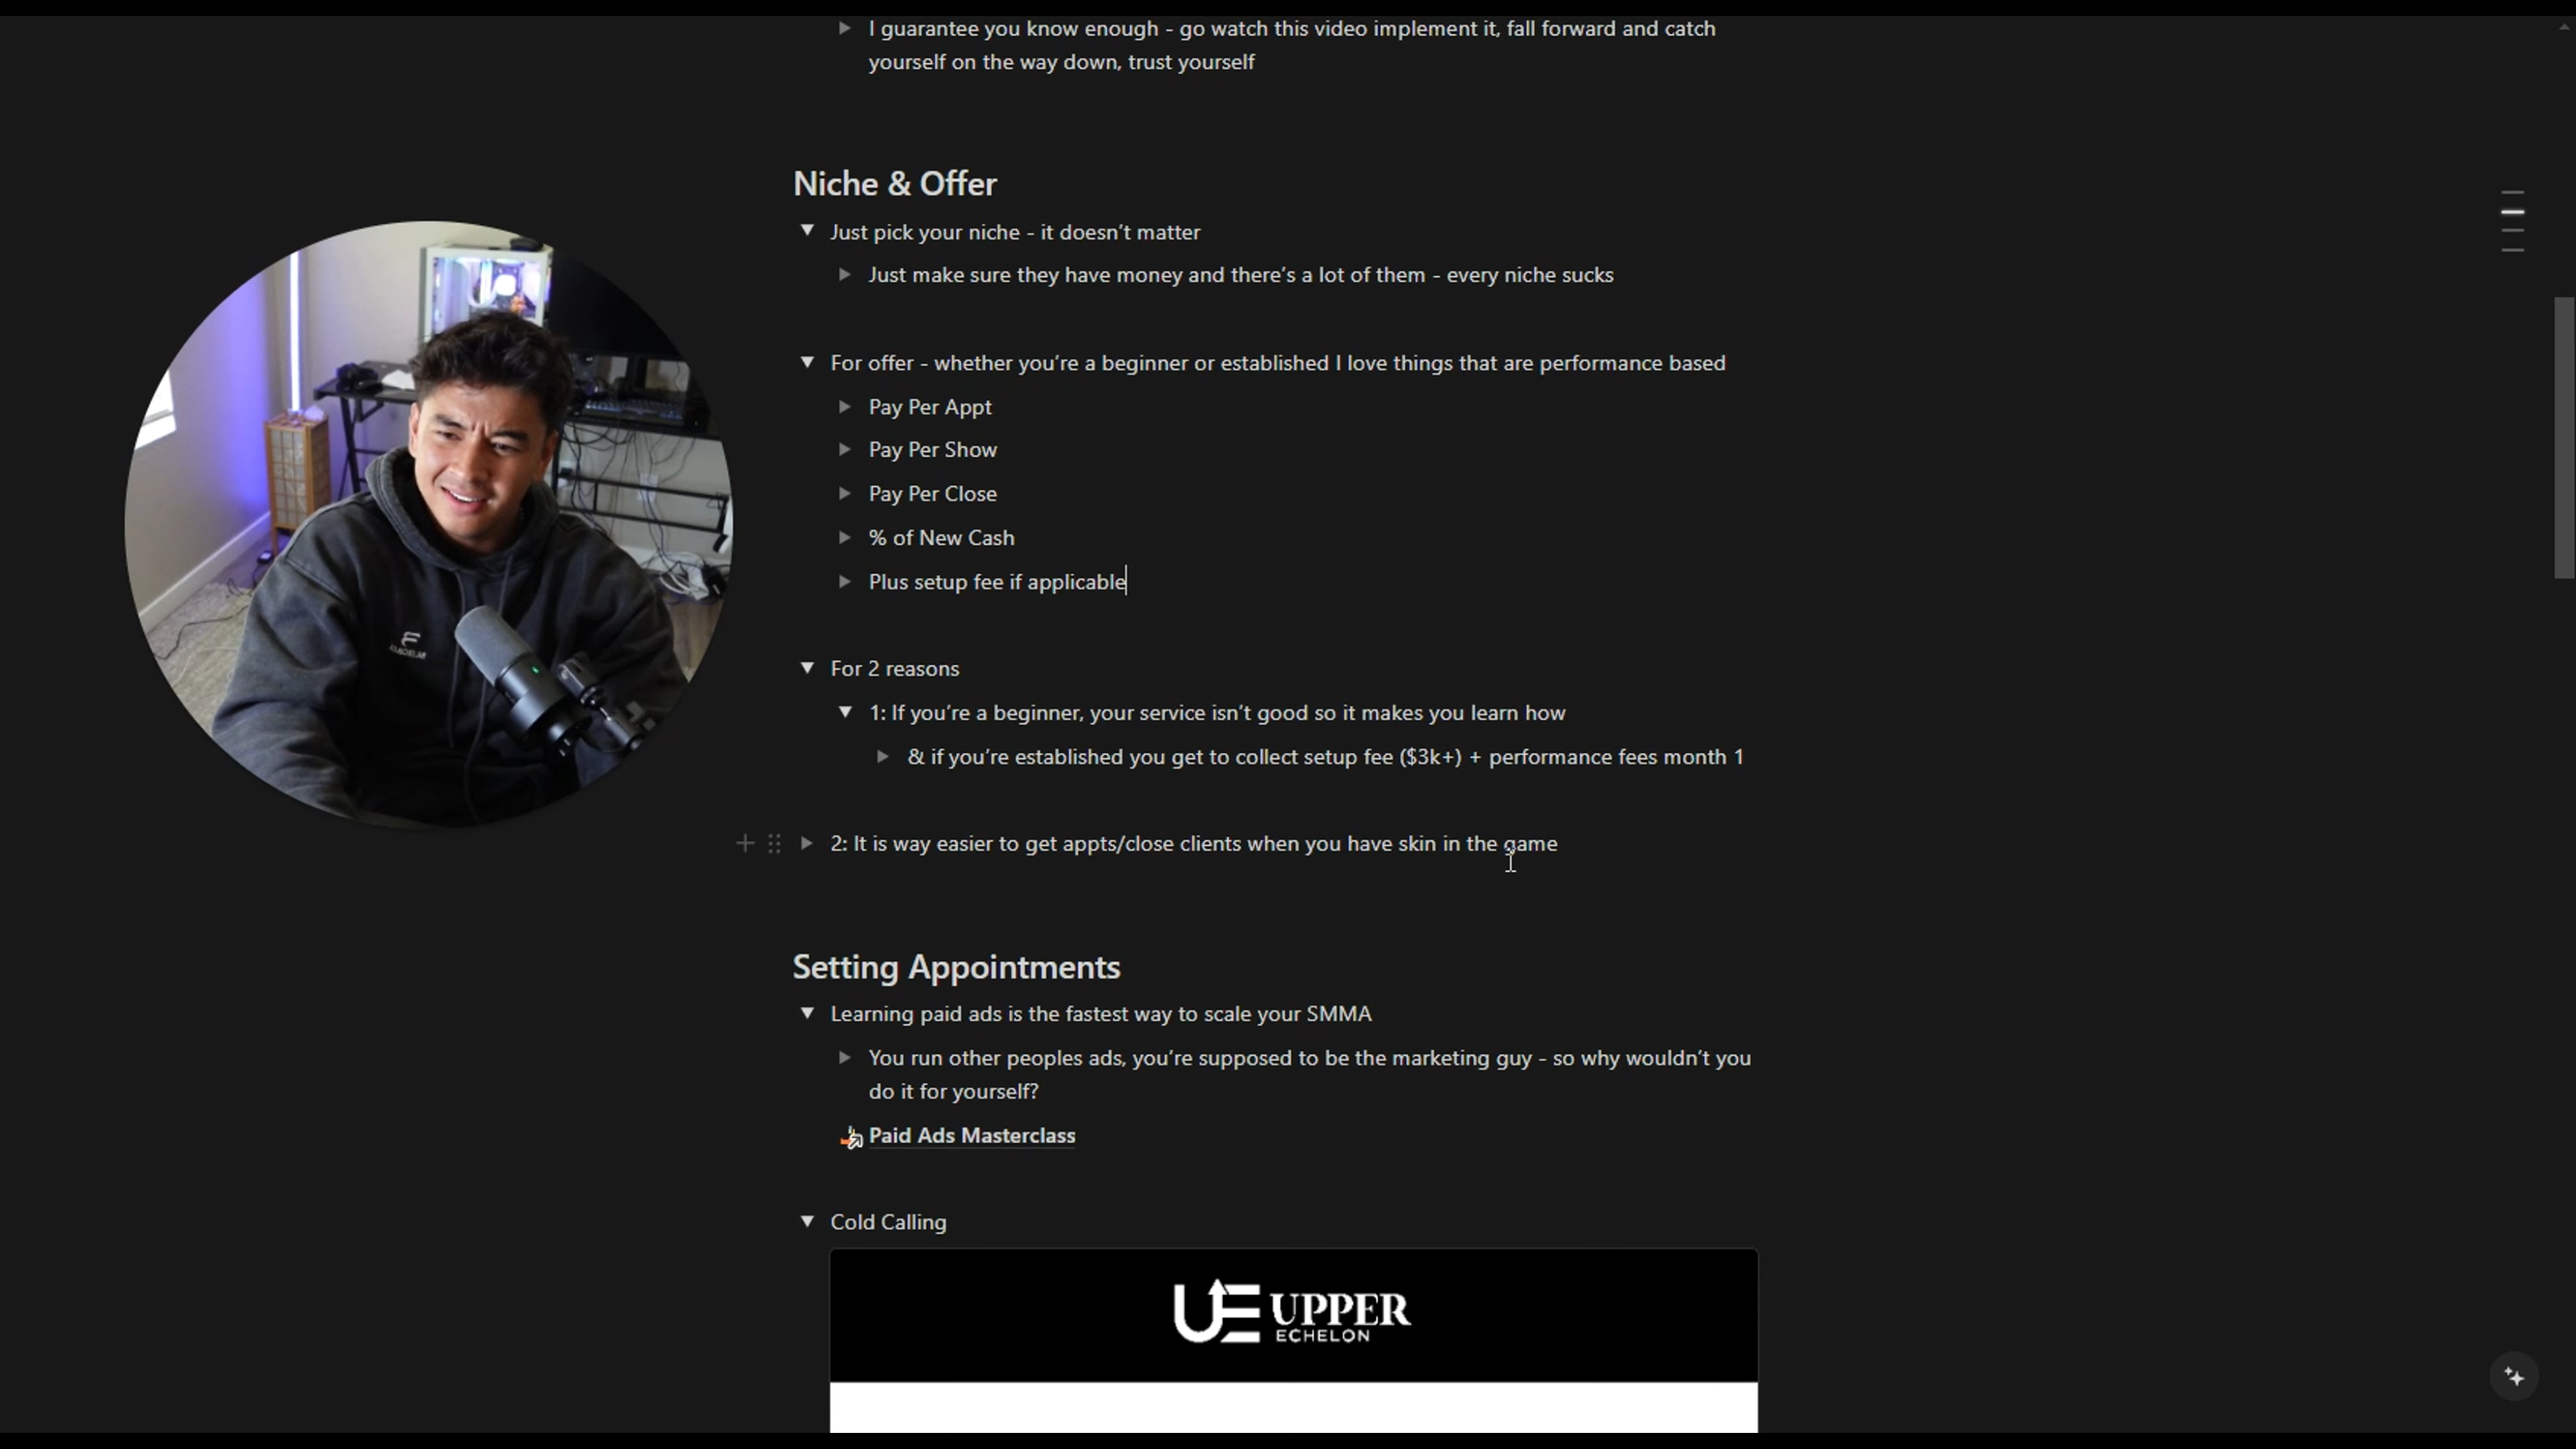 I guarantee you know enough - go watch this video implement it, fall forward and catch
yourself on the way down, trust yourself
Niche & Offer
Just pick your niche - it doesn’t matter
Just make sure they have money and there’s a lot of them - every niche sucks
For offer - whether you’re a beginner or established I love things that are performance based
Pay Per Appt
Pay Per Show
Pay Per Close
% of New Cash
Plus setup fee if applicable
For 2 reasons
1: If you’re a beginner, your service isn’t good so it makes you learn how
& if you’re established you get to collect setup fee ($3k+) + performance fees month 1
2: It is way easier to get appts/close clients when you have skin in the game
Setting Appointments
Learning paid ads is the fastest way to scale your SMMA
You run other peoples ads, you’re supposed to be the marketing guy - so why wouldn’t you
do it for yourself?
Paid Ads Masterclass
Cold Calling
UE UPPER
ECHELON